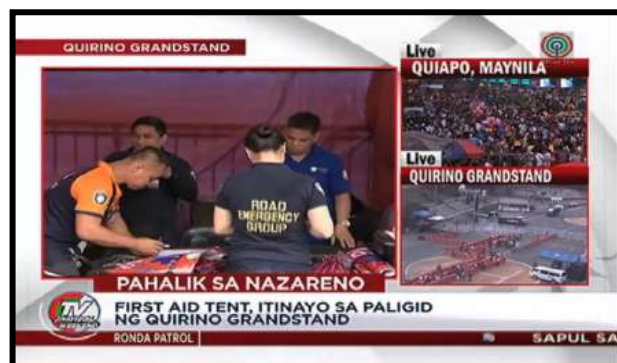 QUIRINO GRANDSTAND
Live
QUIAPO, MAYNILA
Live
QUIRINO GRANDSTAND
ROAD
EMERGENCY
GROUP
PAHALIK SA NAZARENO
TV
FIRST AID TENT, ITINAYO SA PALIGID
NG QUIRINO GRANDSTAND
RONDA PATROL
SAPUL SA